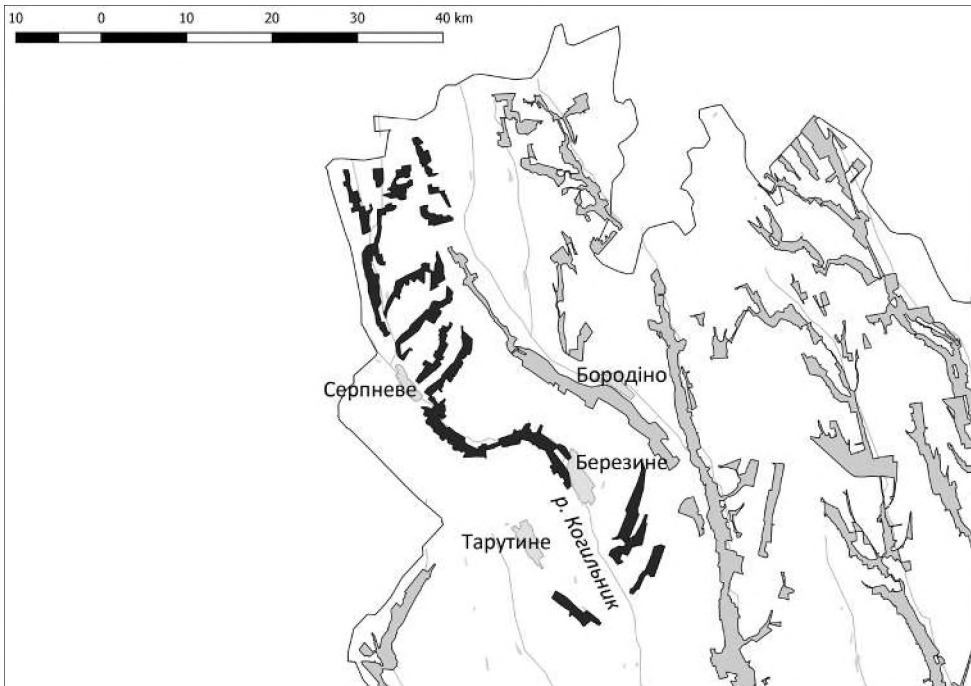 10 0 10 20 30 40 km
Бородіно
Серпневе
Березине
Тарутине
р. Когильник